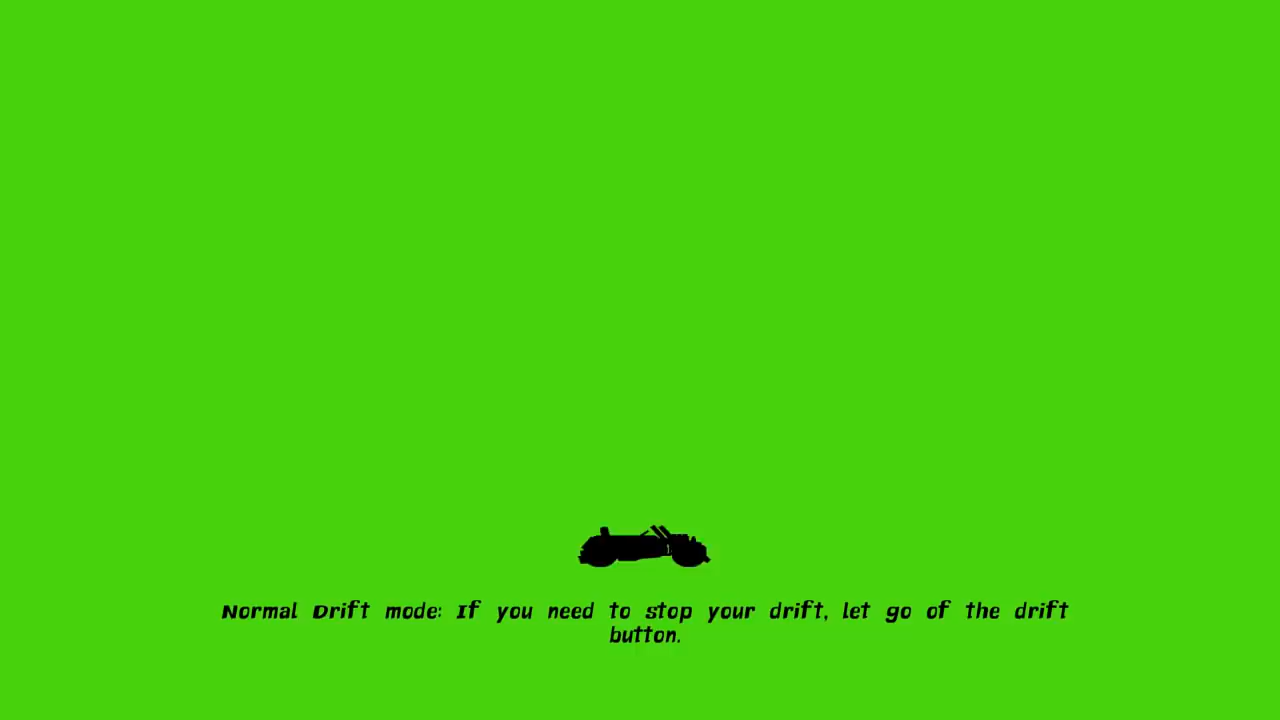 Normal Drift mode: If you need to stop your drift, let go of the drift
button.